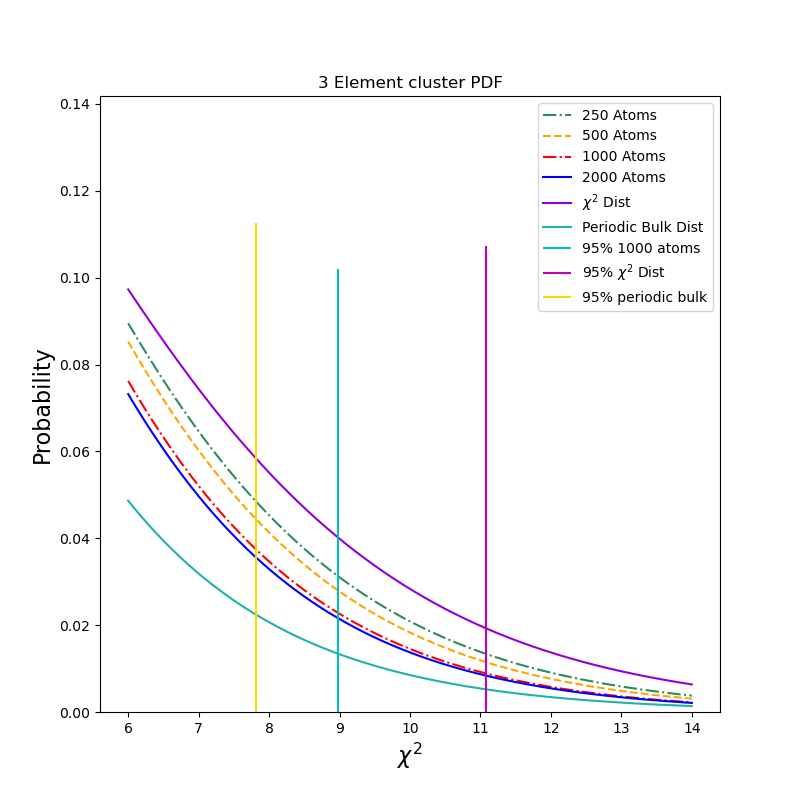 3 Element cluster PDF
0.14
0.12
0.10
0.08
0.06
0.04
0.02
0.00
Probability
6 7 8 9 10 11 12 13 14
χ²
250 Atoms
500 Atoms
1000 Atoms
2000 Atoms
χ² Dist
Periodic Bulk Dist
95% 1000 atoms
95% χ² Dist
95% periodic bulk